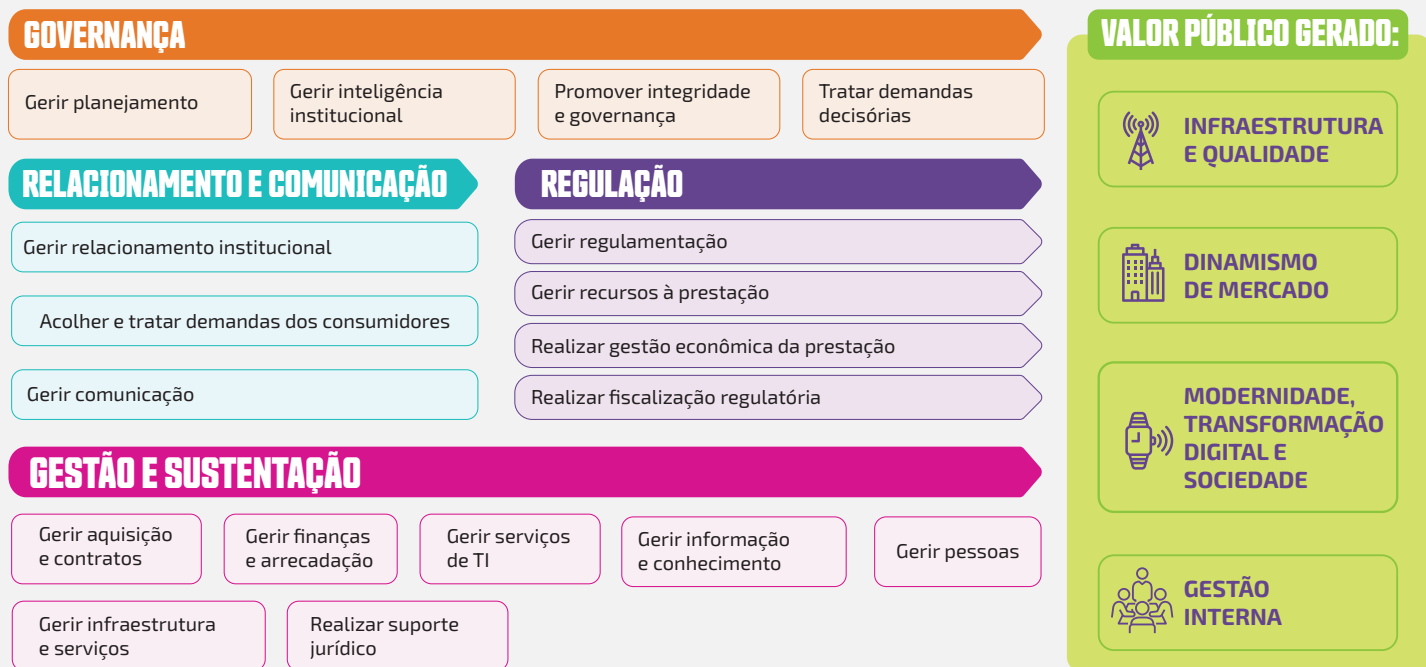 GOVERNANÇA
Gerir planejamento
Gerir inteligência
institucional
Promover integridade
e governança
Tratar demandas
decisórias
RELACIONAMENTO E COMUNICAÇÃO
Gerir relacionamento institucional
Acolher e tratar demandas dos consumidores
Gerir comunicação
REGULAÇÃO
Gerir regulamentação
Gerir recursos à prestação
Realizar gestão econômica da prestação
Realizar fiscalização regulatória
GESTÃO E SUSTENTAÇÃO
Gerir aquisição
e contratos
Gerir finanças
e arrecadação
Gerir serviços
de TI
Gerir informação
e conhecimento
Gerir pessoas
Gerir infraestrutura
e serviços
Realizar suporte
jurídico
VALOR PÚBLICO GERADO:
INFRAESTRUTURA
E QUALIDADE
DINAMISMO
DE MERCADO
MODERNIDADE,
TRANSFORMAÇÃO
DIGITAL E
SOCIEDADE
GESTÃO
INTERNA